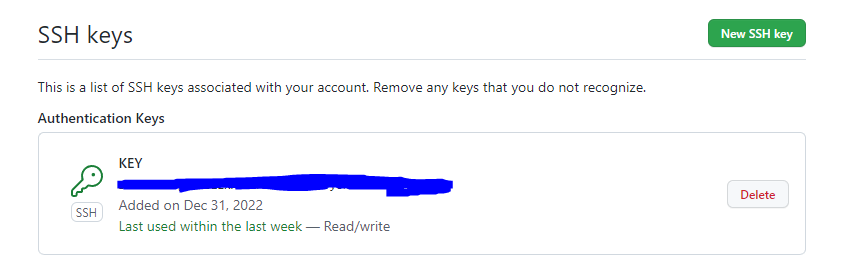 SSH keys
New SSH key
This is a list of SSH keys associated with your account. Remove any keys that you do not recognize.
Authentication Keys
KEY
SSH
Added on Dec 31, 2022
Last used within the last week — Read/write
Delete